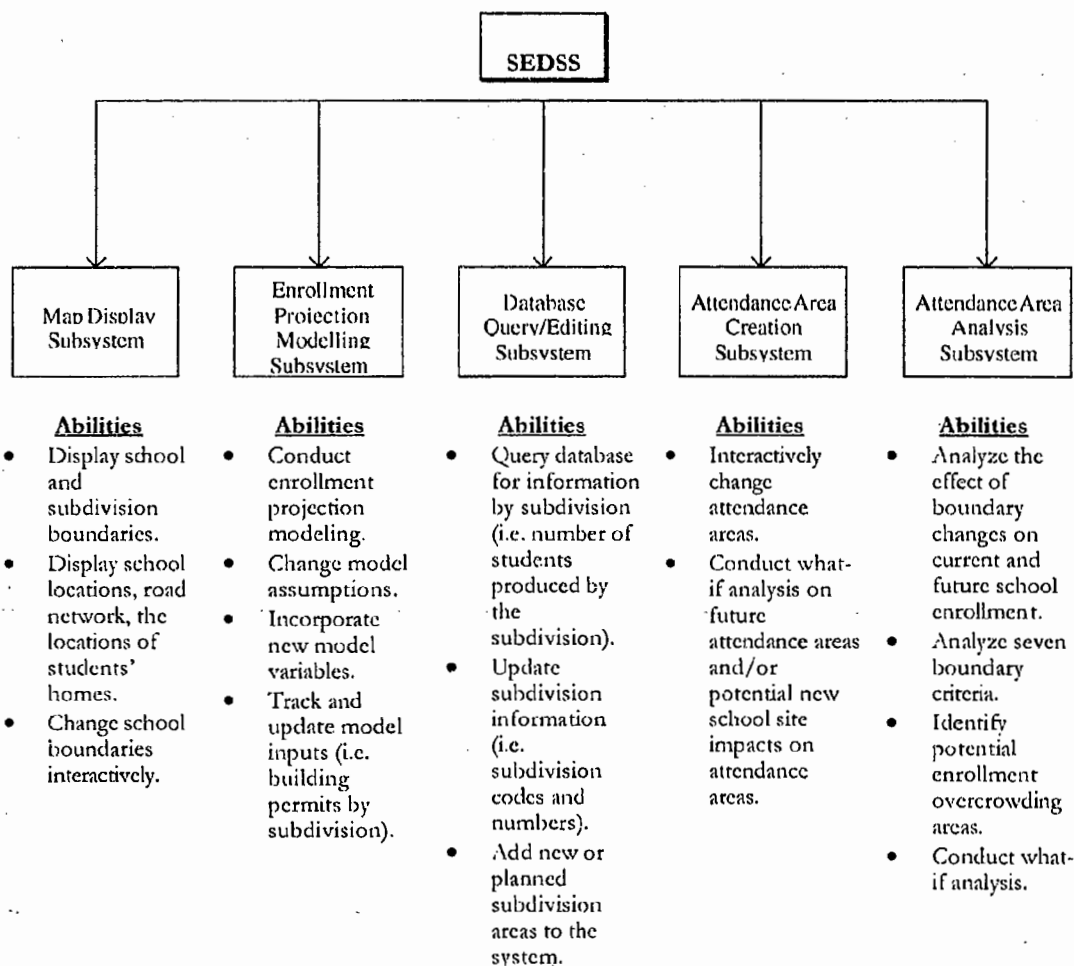 SEDSS
Map Display
Subsystem
Enrollment
Projection
Modelling
Subsystem
Database
Query/Editing
Subsystem
Attendance Area
Creation
Subsystem
Attendance Area
Analysis
Subsystem
Abilities
• Display school
and
subdivision
boundaries.
• Display school
locations, road
network, the
locations of
students'
homes.
• Change school
boundaries
interactively.
Abilities
• Conduct
enrollment
projection
modeling.
• Change model
assumptions.
• Incorporate
new model
variables.
• Track and
update model
inputs (i.e.
building
permits by
subdivision).
Abilities
• Query database
for information
by subdivision
(i.e. number of
students
produced by
the
subdivision).
• Update
subdivision
information
(i.e.
subdivision
codes and
numbers).
• Add new or
planned
subdivision
areas to the
system.
Abilities
• Interactively
change
attendance
areas.
• Conduct what-
if analysis on
future
attendance areas
and/or
potential new
school site
impacts on
attendance
areas.
Abilities
• Analyze the
effect of
boundary
changes on
current and
future school
enrollment.
• Analyze seven
boundary
criteria.
• Identify
potential
enrollment
overcrowding
areas.
• Conduct what-
if analysis.